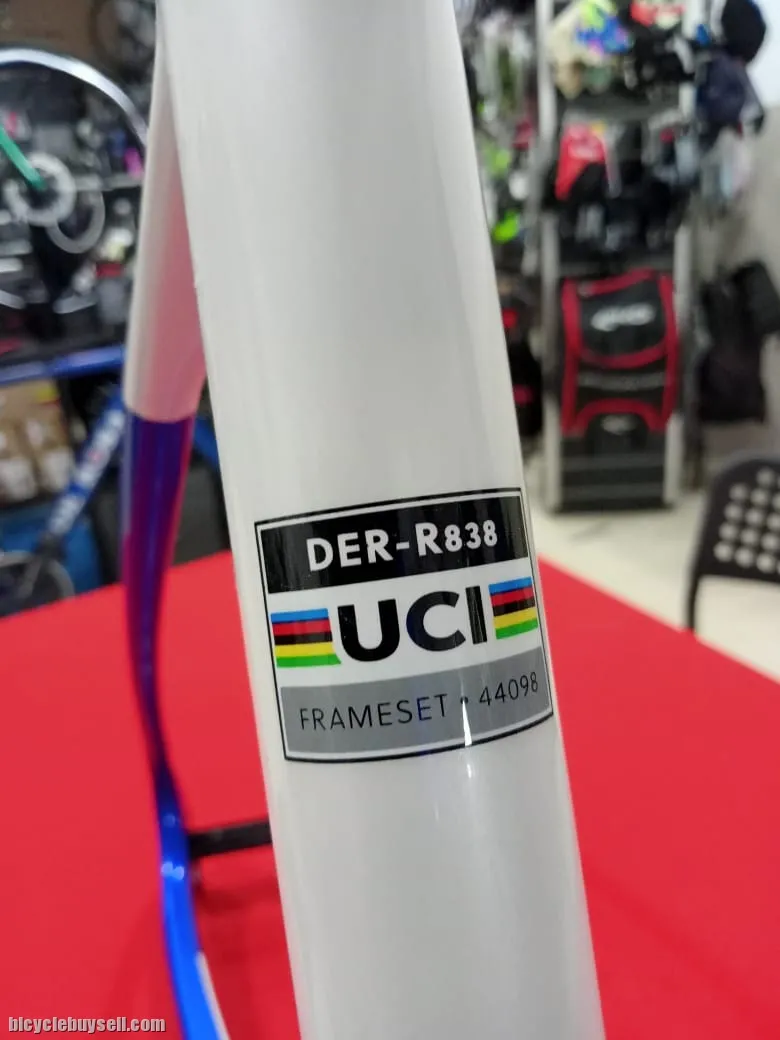 DER-R838
UCI
FRAMESET • 44098
bicyclebuysell.com